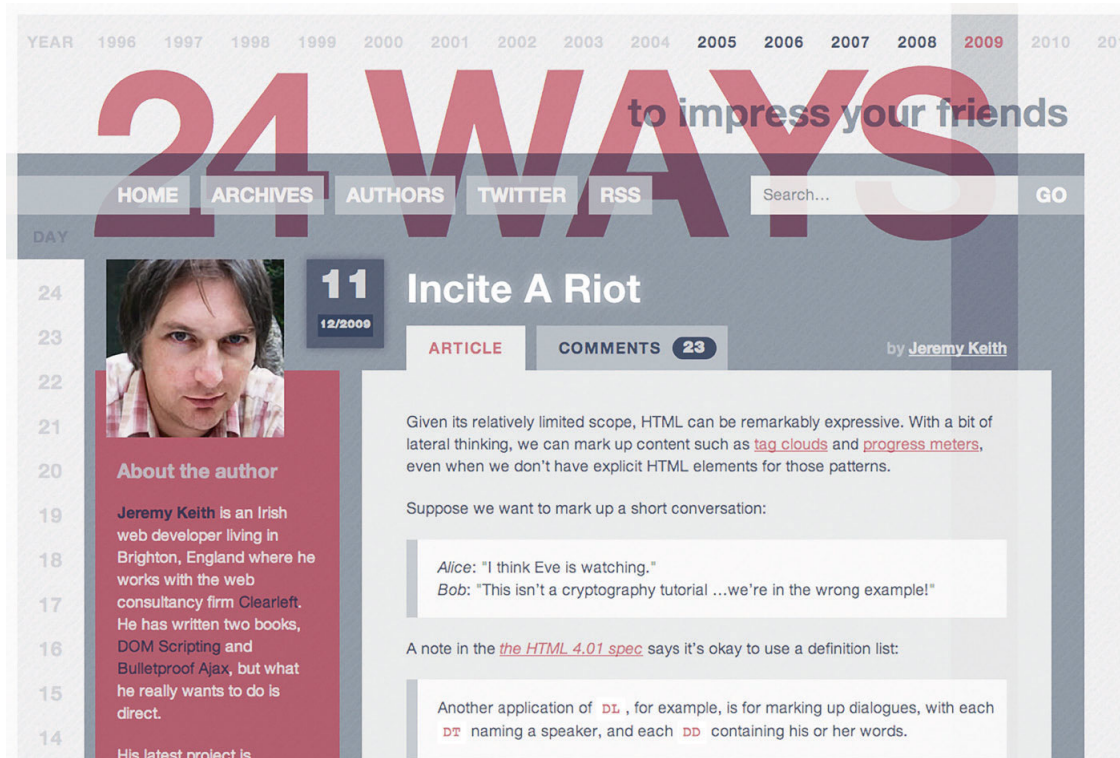 YEAR 1996 1997 1998 1999 2000 2001 2002 2003 2004 2005 2006 2007 2008 2009 2010
24 WAYS
to impress your friends
HOME ARCHIVES AUTHORS TWITTER RSS Search... GO
DAY
24
23
22
21
20
19
18
17
16
15
14
11
12/2009
Incite A Riot
ARTICLE COMMENTS 23 by Jeremy Keith
About the author
Jeremy Keith is an Irish
web developer living in
Brighton, England where he
works with the web
consultancy firm Clearleft.
He has written two books,
DOM Scripting and
Bulletproof Ajax, but what
he really wants to do is
direct.
His latest project is
Given its relatively limited scope, HTML can be remarkably expressive. With a bit of
lateral thinking, we can mark up content such as tag clouds and progress meters,
even when we don't have explicit HTML elements for those patterns.
Suppose we want to mark up a short conversation:
Alice: "I think Eve is watching."
Bob: "This isn't a cryptography tutorial ...we're in the wrong example!"
A note in the the HTML 4.01 spec says it's okay to use a definition list:
Another application of DL , for example, is for marking up dialogues, with each
DT naming a speaker, and each DD containing his or her words.